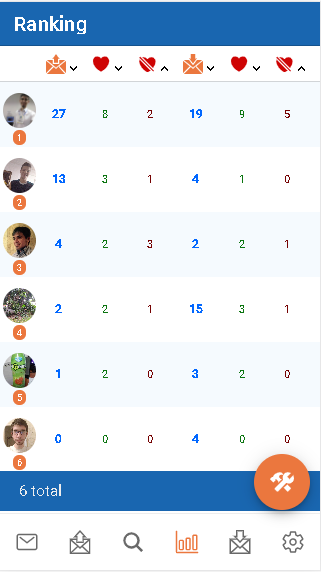 Ranking
27 8 2 19 9 5
1
13 3 1 4 1 0
2
4 2 3 2 2 1
3
2 2 1 15 3 1
4
1 2 0 3 2 0
5
0 0 0 4 0 0
6
6 total